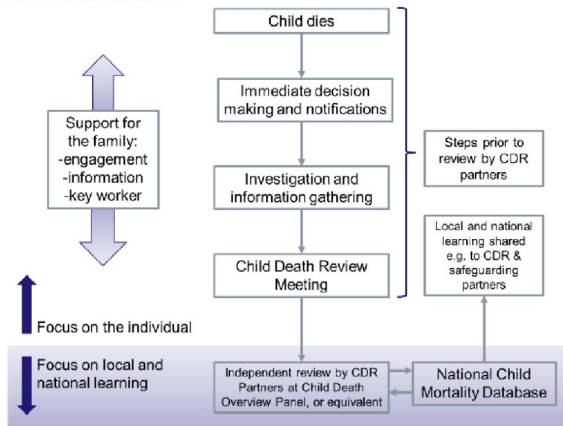 Child dies
Immediate decision
making and notifications
Support for
the family:
-engagement
-information
-key worker
Steps prior to
review by CDR
partners
Investigation and
information gathering
Local and national
learning shared
e.g. to CDR &
safeguarding
partners
Child Death Review
Meeting
Focus on the individual
Focus on local and
national learning
Independent review by CDR
Partners at Child Death
Overview Panel, or equivalent
National Child
Mortality Database